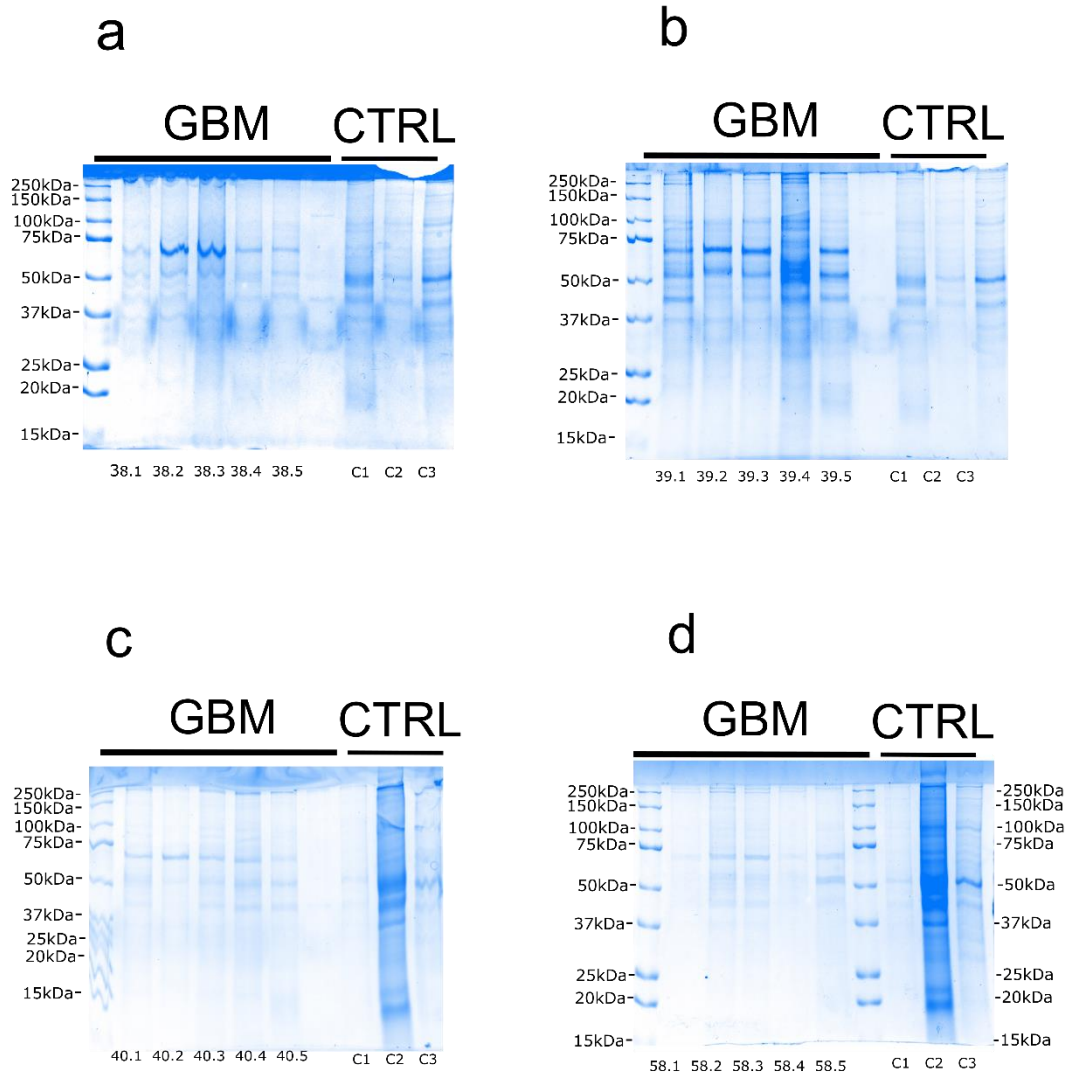 a
GBM CTRL
250kDa-
150kDa-
100kDa-
75kDa-
50kDa-
37kDa-
25kDa-
20kDa-
15kDa-
38.1 38.2 38.3 38.4 38.5 C1 C2 C3
b
GBM CTRL
250kDa-
150kDa-
100kDa-
75kDa-
50kDa-
37kDa-
25kDa-
20kDa-
15kDa-
39.1 39.2 39.3 39.4 39.5 C1 C2 C3
c
GBM CTRL
250kDa-
150kDa-
100kDa-
75kDa-
50kDa-
37kDa-
25kDa-
20kDa-
15kDa-
40.1 40.2 40.3 40.4 40.5 C1 C2 C3
d
GBM CTRL
250kDa- -250kDa
150kDa- -150kDa
100kDa- -100kDa
75kDa- -75kDa
50kDa- -50kDa
37kDa- -37kDa
25kDa- -25kDa
20kDa- -20kDa
15kDa- -15kDa
58.1 58.2 58.3 58.4 58.5 C1 C2 C3